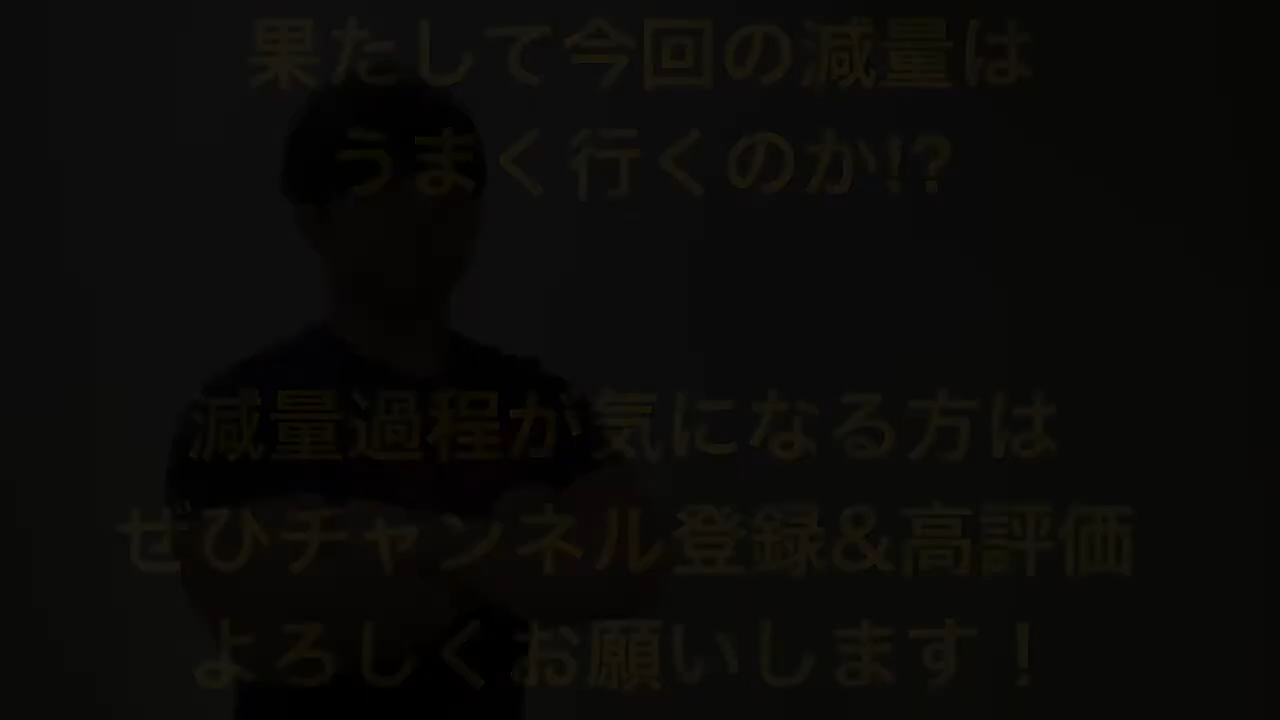 果たして今回の減量は
うまく行くのか!?
減量過程が気になる方は
ぜひチャンネル登録&高評価
よろしくお願いします！